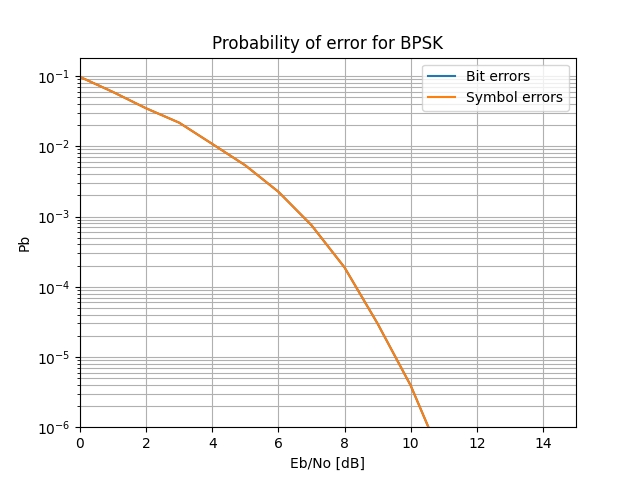 Probability of error for BPSK
Bit errors
Symbol errors
Pb
10⁻¹
10⁻²
10⁻³
10⁻⁴
10⁻⁵
10⁻⁶
0 2 4 6 8 10 12 14
Eb/No [dB]